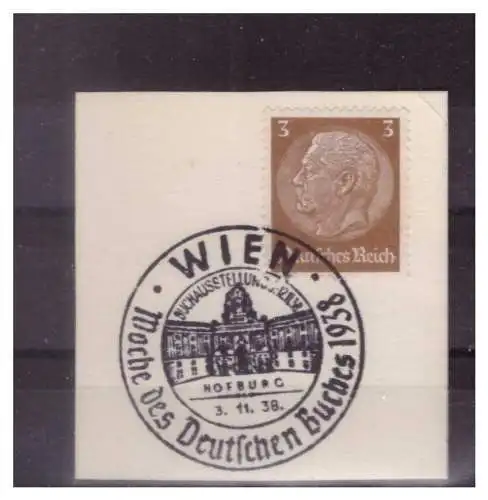 3 3
Deutsches Reich
· WIEN ·
BUCHAUSSTELLUNG
HOFBURG
3. 11. 38.
Woche des Deutschen Buches 1938